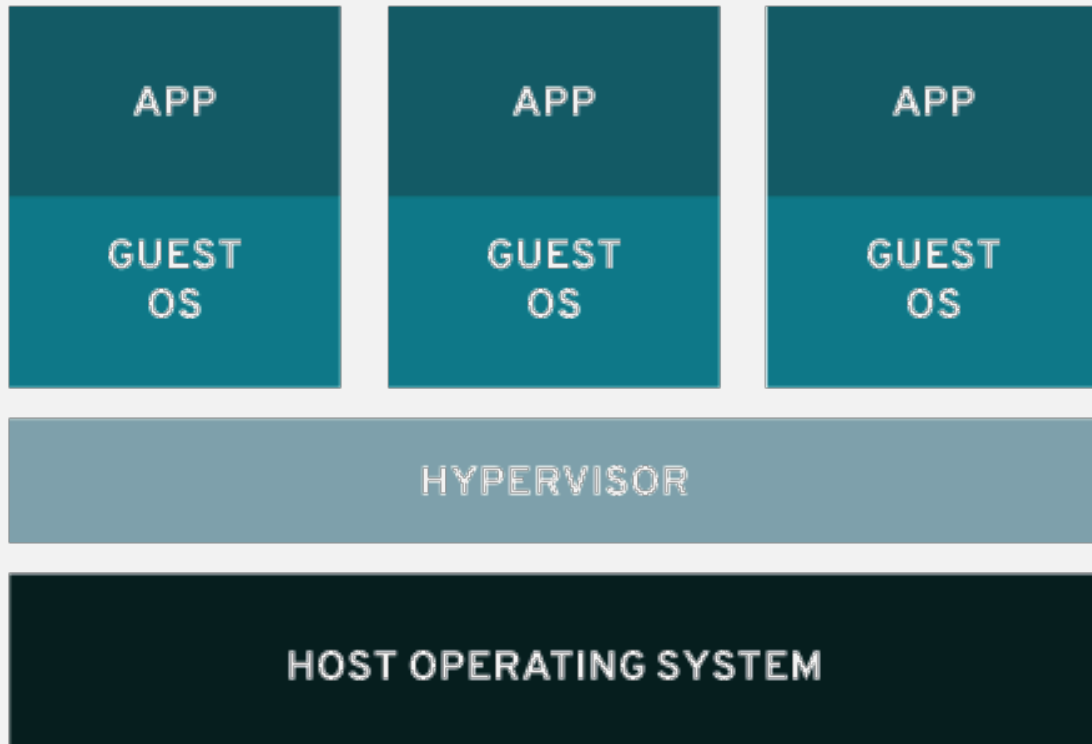 APP
APP
APP
GUEST
OS
GUEST
OS
GUEST
OS
HYPERVISOR
HOST OPERATING SYSTEM